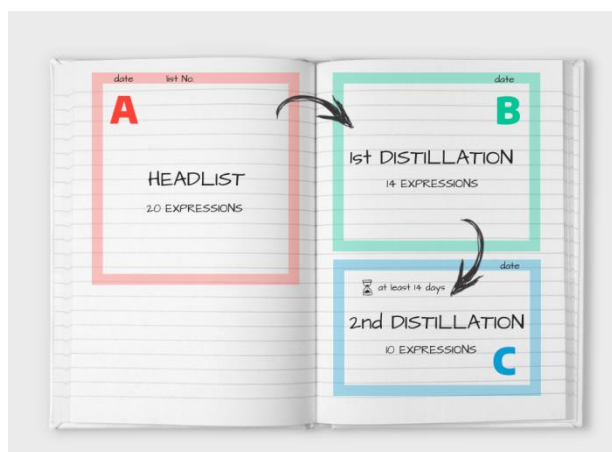 date list No.
A
HEADLIST
20 EXPRESSIONS
date
B
1st DISTILLATION
14 EXPRESSIONS
date
at least 14 days
2nd DISTILLATION
10 EXPRESSIONS
C